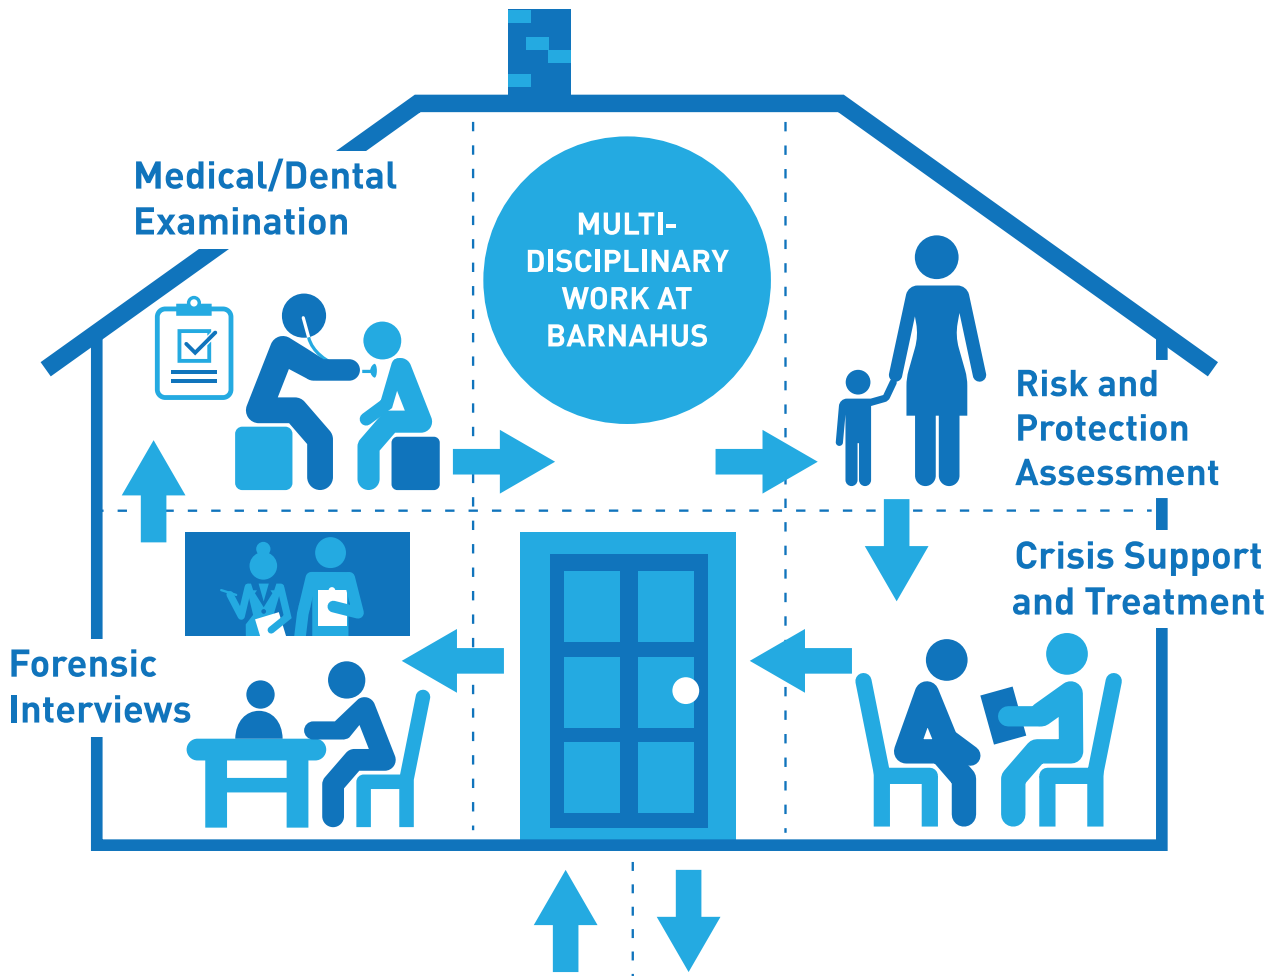 Medical/Dental
Examination
MULTI-
DISCIPLINARY
WORK AT
BARNAHUS
Risk and
Protection
Assessment
Crisis Support
and Treatment
Forensic
Interviews